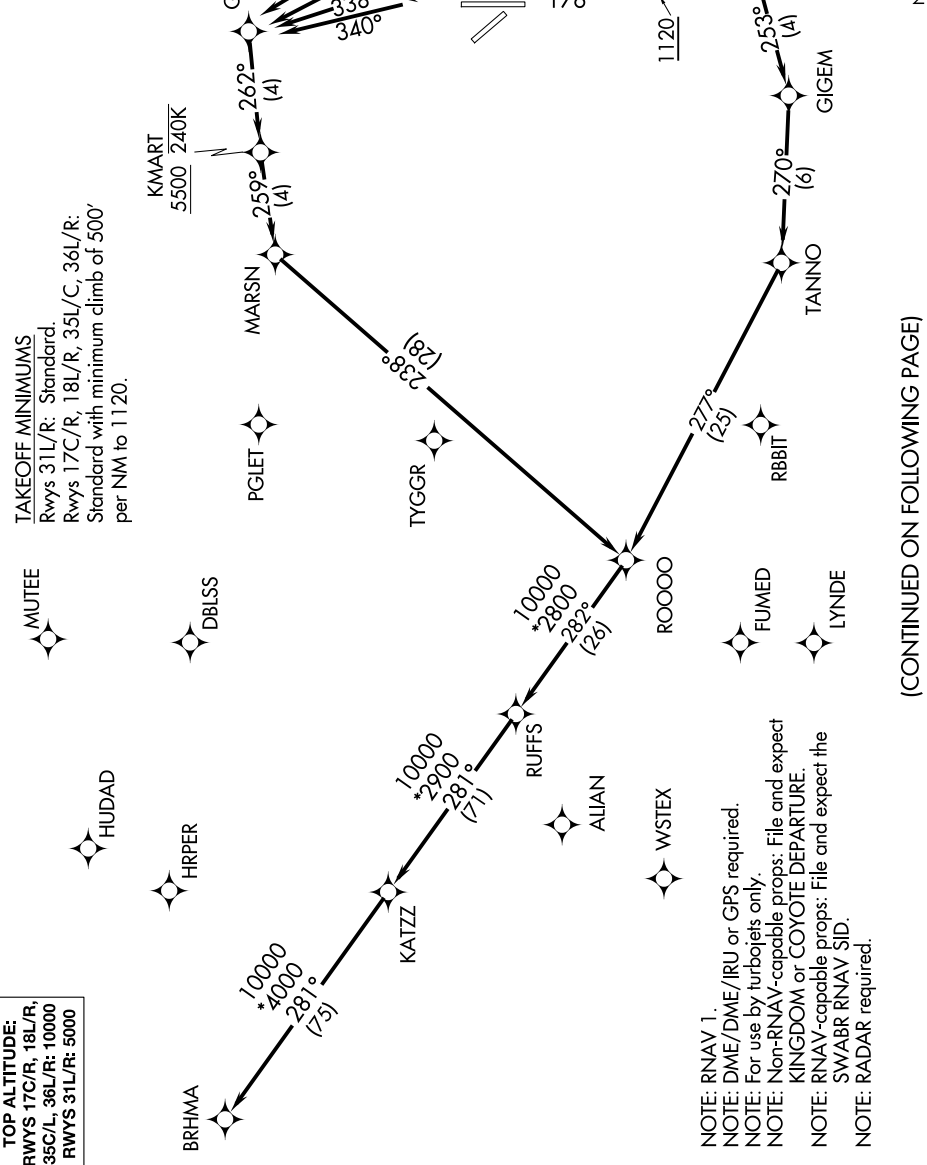 TOP ALTITUDE:
RWYS 17C/R, 18L/R,
35C/L, 36L/R: 10000
RWYS 31L/R: 5000
TAKEOFF MINIMUMS
Rwys 31L/R: Standard.
Rwys 17C/R, 18L/R, 35L/C, 36L/R:
Standard with minimum climb of 500'
per NM to 1120.
338°
340°
176
1120
253°
(4)
GIGEM
262°
(4)
KMART
5500 240K
259°
(4)
MARSN
270°
(6)
TANNO
238°
(28)
277°
(25)
PGLET
TYGGR
RBBIT
MUTEE
DBLSS
ROOOO
FUMED
LYNDE
10000
*2800
282°
(26)
RUFFS
HUDAD
HRPER
10000
*2900
281°
(71)
ALIAN
WSTEX
KATZZ
10000
*4000
281°
(75)
BRHMA
NOTE: RNAV 1.
NOTE: DME/DME/IRU or GPS required.
NOTE: For use by turbojets only.
NOTE: Non-RNAV-capable props: File and expect
KINGDOM or COYOTE DEPARTURE.
NOTE: RNAV-capable props: File and expect the
SWABR RNAV SID.
NOTE: RADAR required.
(CONTINUED ON FOLLOWING PAGE)